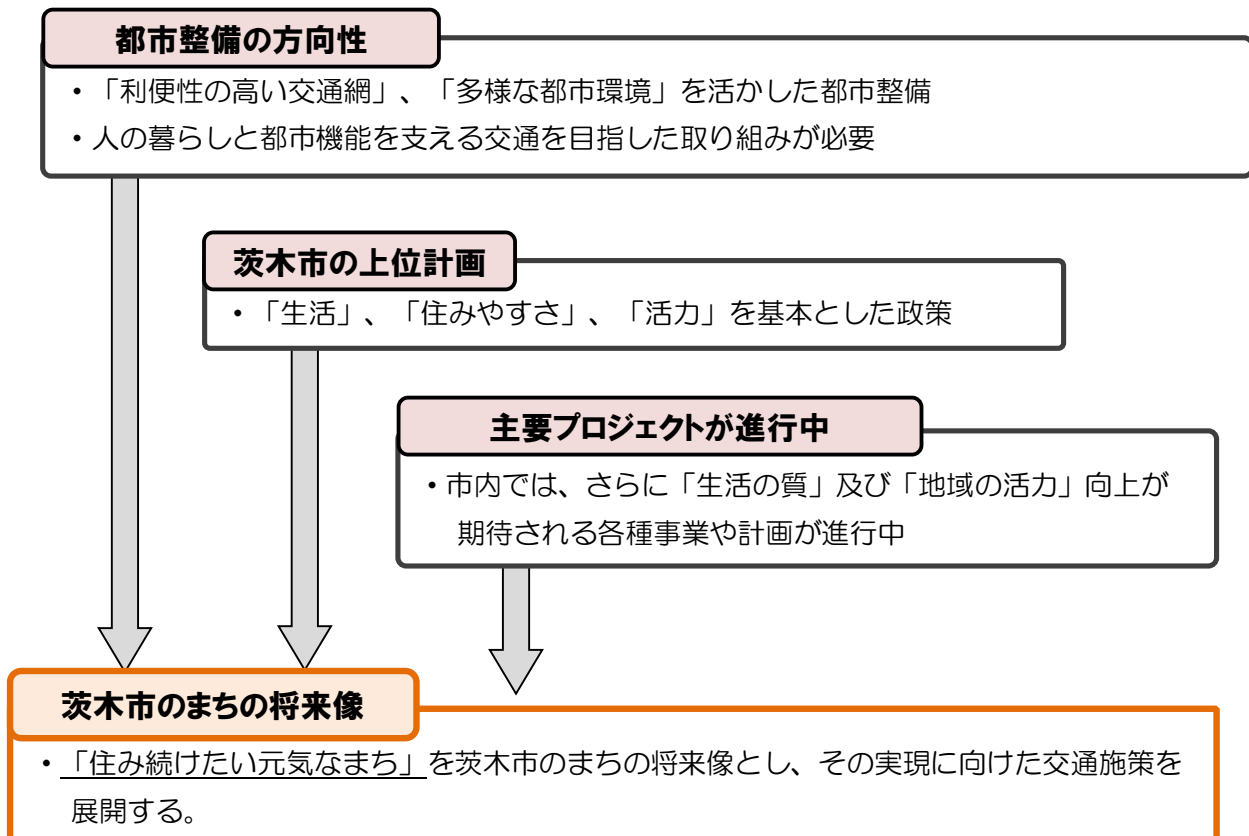 都市整備の方向性
・「利便性の高い交通網」、「多様な都市環境」を活かした都市整備
・人の暮らしと都市機能を支える交通を目指した取り組みが必要
茨木市の上位計画
・「生活」、「住みやすさ」、「活力」を基本とした政策
主要プロジェクトが進行中
・市内では、さらに「生活の質」及び「地域の活力」向上が
期待される各種事業や計画が進行中
茨木市のまちの将来像
・「住み続けたい元気なまち」を茨木市のまちの将来像とし、その実現に向けた交通施策を
展開する。